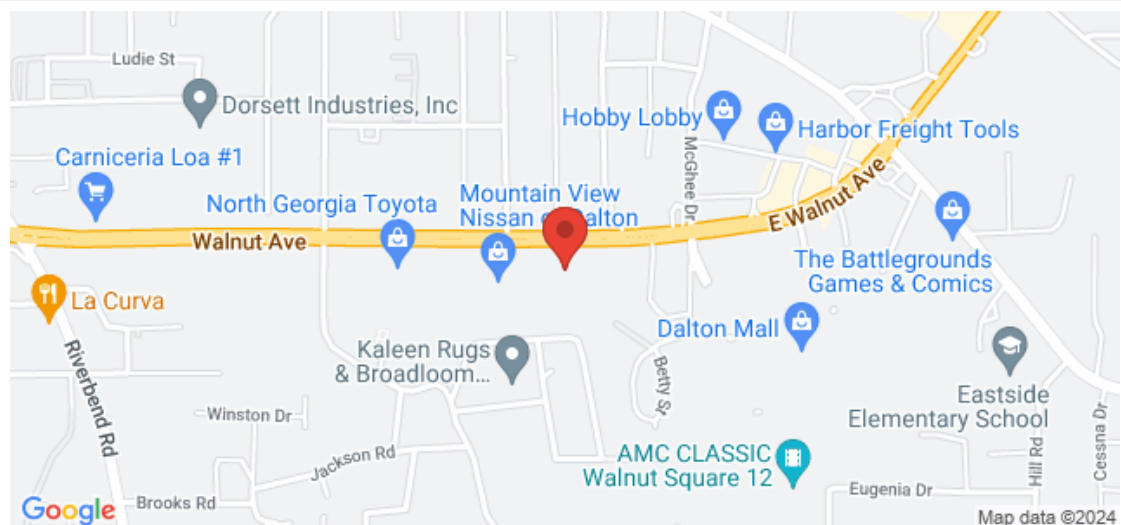 Ludie St
Dorsett Industries, Inc
Hobby Lobby
Harbor Freight Tools
McGhee Dr
Carniceria Loa #1
North Georgia Toyota
Mountain View
Nissan of Dalton
Walnut Ave
E Walnut Ave
The Battlegrounds
Games & Comics
La Curva
Dalton Mall
Kaleen Rugs
& Broadloom...
Riverbend Rd
Betty St
Eastside
Elementary School
Winston Dr
Jackson Rd
AMC CLASSIC
Walnut Square 12
Hill Rd
Cessna Dr
Eugenia Dr
Brooks Rd
Google
Map data ©2024